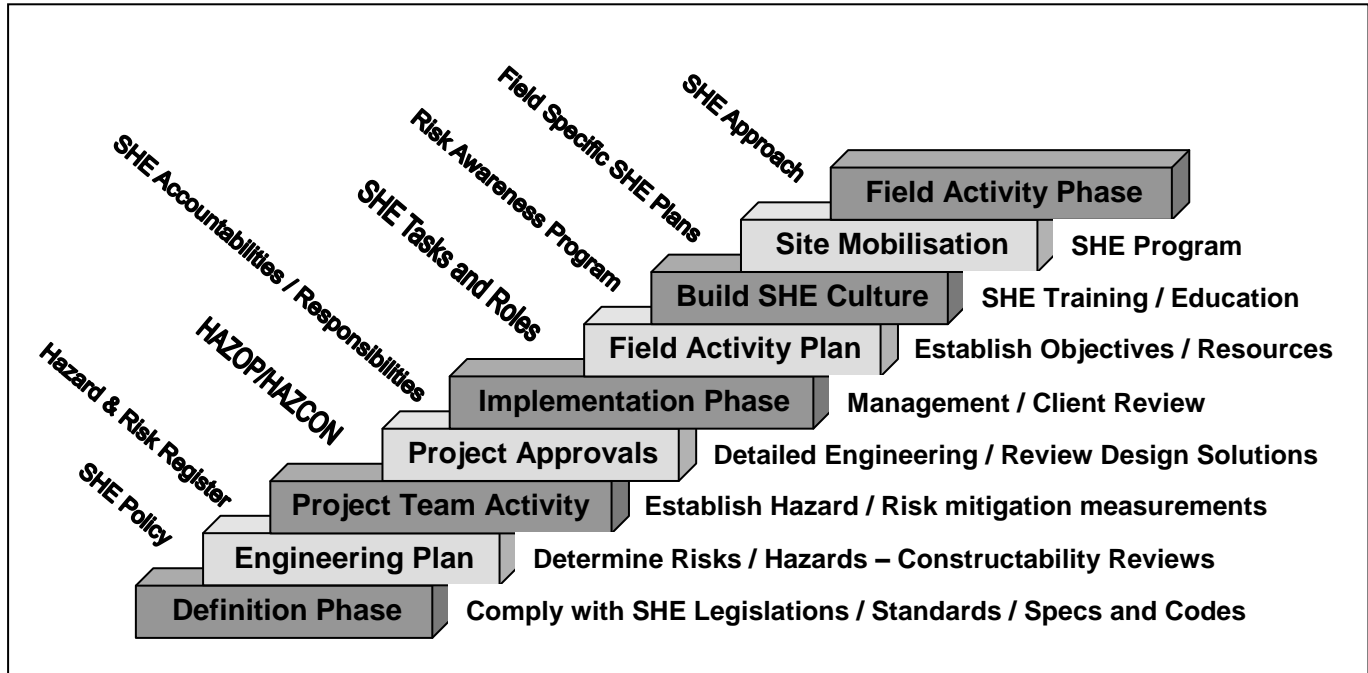 SHE Approach
Field Specific SHE Plans
Risk Awareness Program
SHE Tasks and Roles
SHE Accountabilities / Responsibilities
HAZOP/HAZCON
Hazard & Risk Register
SHE Policy
Field Activity Phase
Site Mobilisation SHE Program
Build SHE Culture SHE Training / Education
Field Activity Plan Establish Objectives / Resources
Implementation Phase Management / Client Review
Project Approvals Detailed Engineering / Review Design Solutions
Project Team Activity Establish Hazard / Risk mitigation measurements
Engineering Plan Determine Risks / Hazards – Constructability Reviews
Definition Phase Comply with SHE Legislations / Standards / Specs and Codes